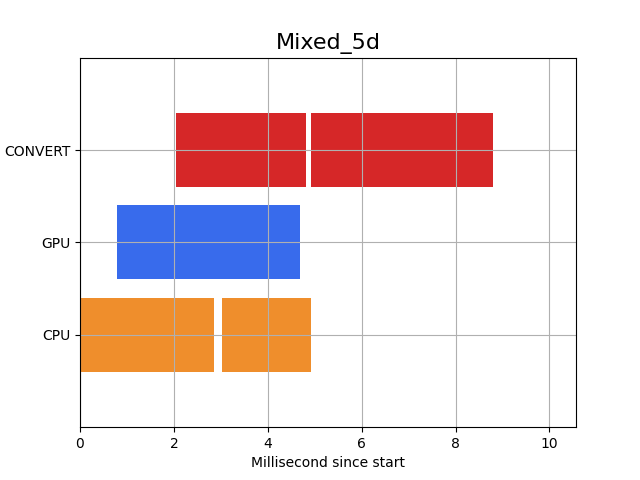 Mixed_5d
CONVERT
GPU
CPU
0 2 4 6 8 10
Millisecond since start